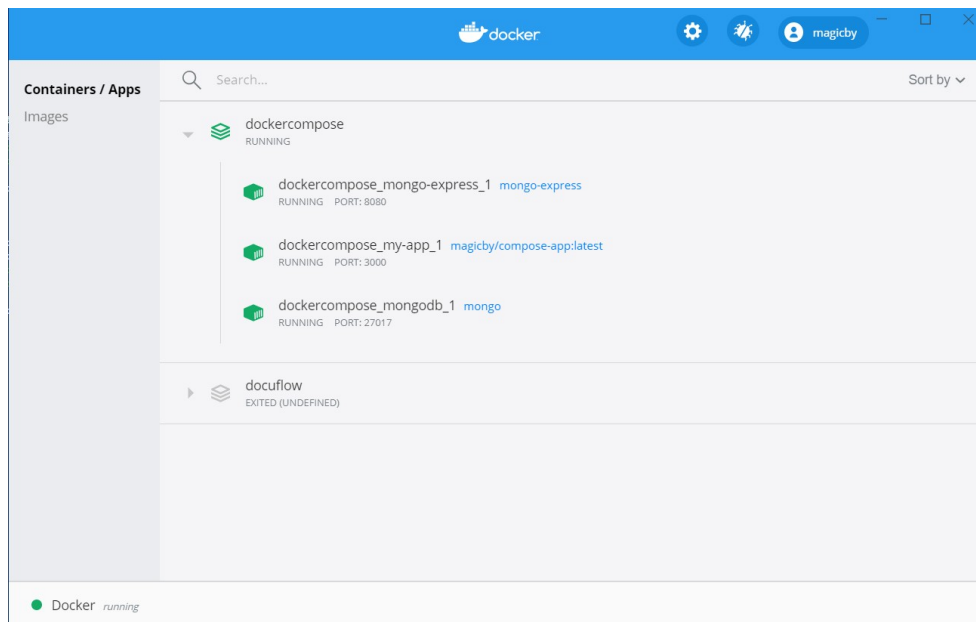 docker
magicby
Containers / Apps
Images
Search...
Sort by
dockercompose
RUNNING
dockercompose_mongo-express_1 mongo-express
RUNNING PORT: 8080
dockercompose_my-app_1 magicby/compose-app:latest
RUNNING PORT: 3000
dockercompose_mongodb_1 mongo
RUNNING PORT: 27017
docuflow
EXITED (UNDEFINED)
Docker running